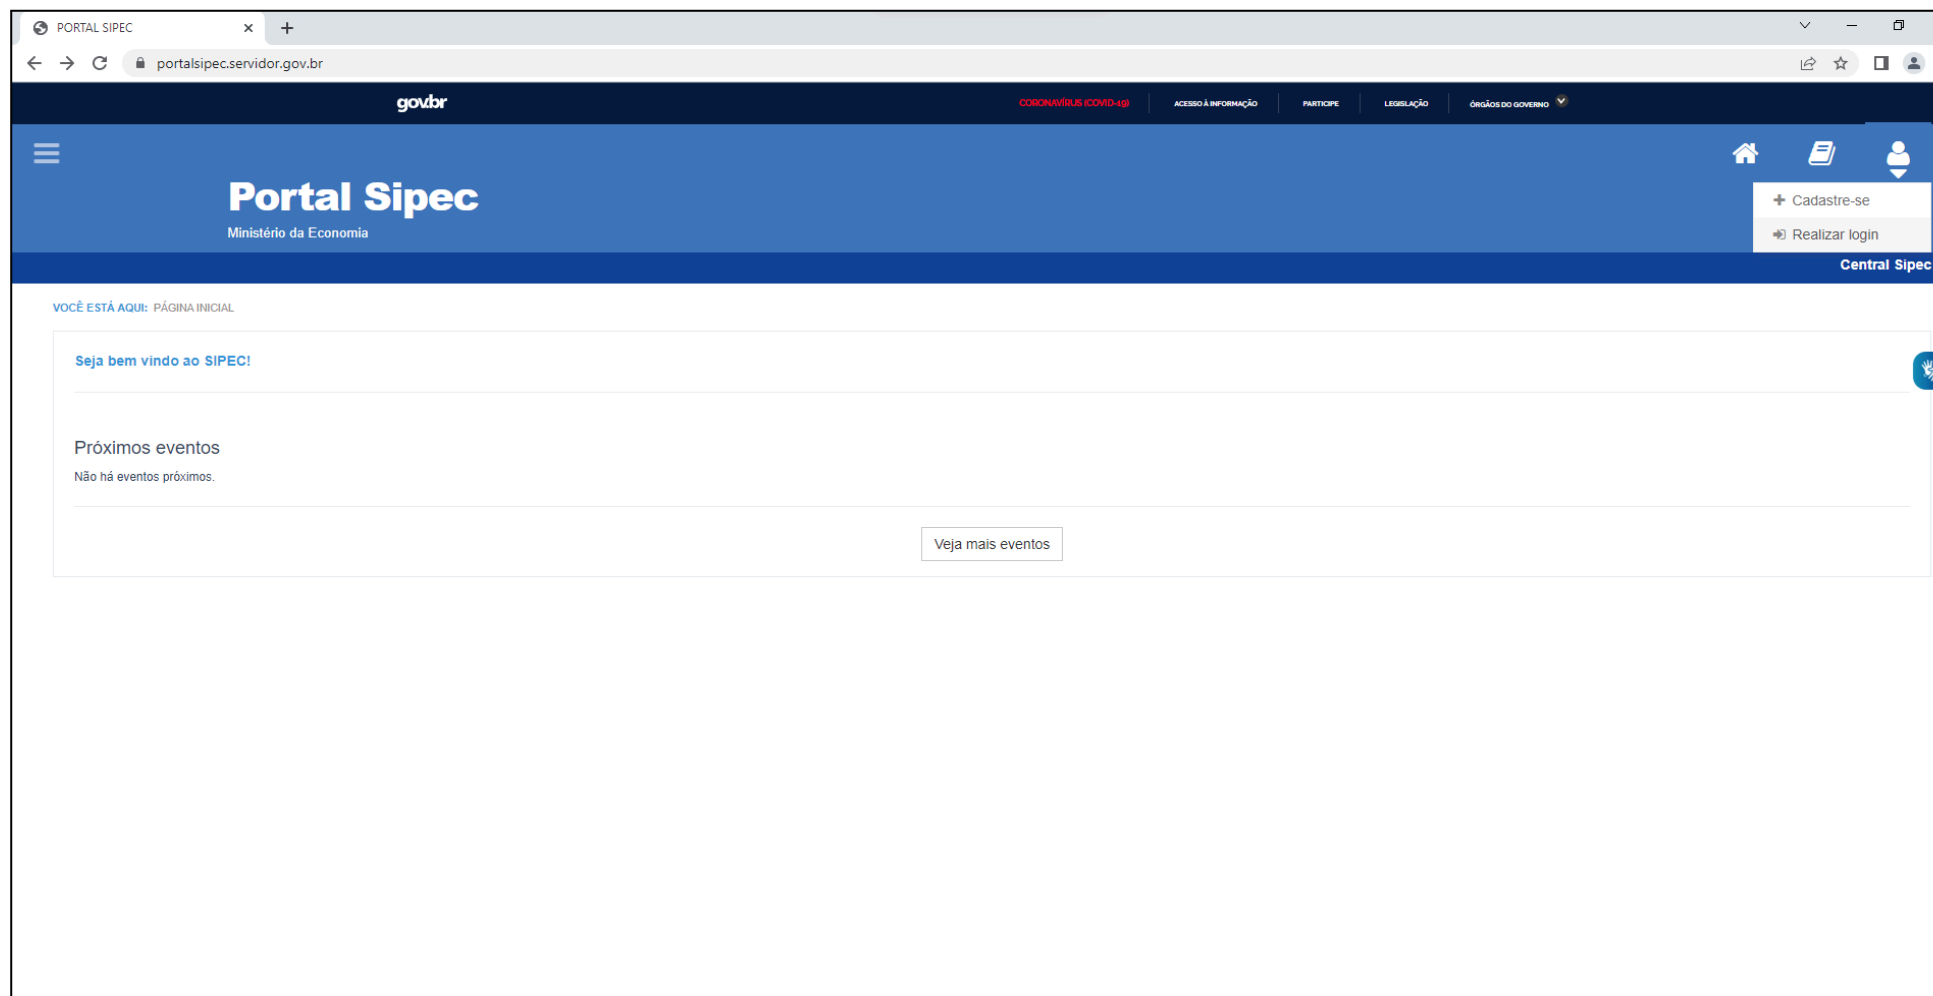 PORTAL SIPEC
portalsipec.servidor.gov.br
gov.br
CORONAVÍRUS (COVID-19) ACESSO À INFORMAÇÃO PARTICIPE LEGISLAÇÃO ÓRGÃOS DO GOVERNO
Portal Sipec
Ministério da Economia
Cadastre-se
Realizar login
Central Sipec
VOCÊ ESTÁ AQUI: PÁGINA INICIAL
Seja bem vindo ao SIPEC!
Próximos eventos
Não há eventos próximos.
Veja mais eventos